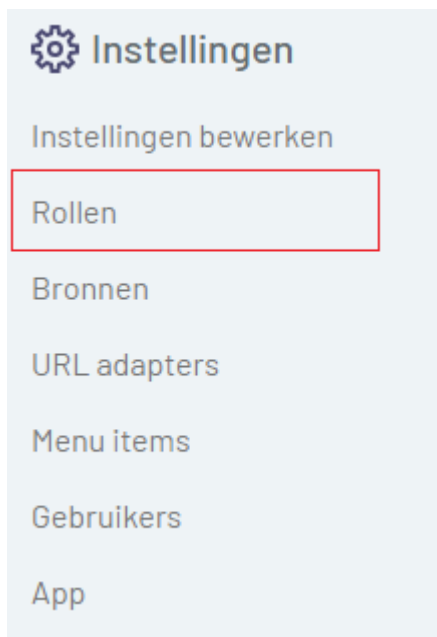 Instellingen
Instellingen bewerken
Rollen
Bronnen
URL adapters
Menu items
Gebruikers
App